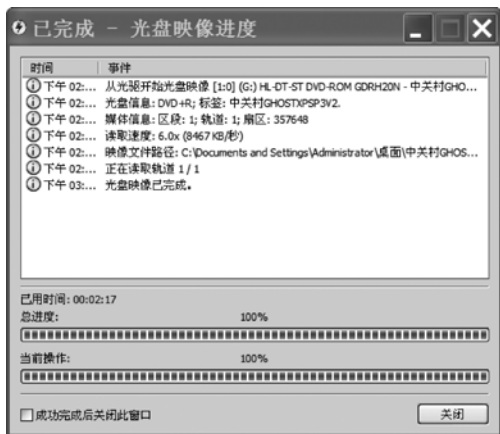 已完成 - 光盘映像进度
时间 事件
下午 02:... 从光驱开始光盘映像 [1:0] (G:) HL-DT-ST DVD-ROM GDRH20N - 中关村GHO...
下午 02:... 光盘信息: DVD+R; 标签: 中关村GHOSTXPSP3V2.
下午 02:... 媒体信息: 区段: 1; 轨道: 1; 扇区: 357648
下午 02:... 读取速度: 6.0x (8467 KB/秒)
下午 02:... 映像文件路径: C:\Documents and Settings\Administrator\桌面\中关村GHOS...
下午 02:... 正在读取轨道 1 / 1
下午 03:... 光盘映像已完成。
已用时间: 00:02:17
总进度: 100%
当前操作: 100%
成功完成后关闭此窗口 关闭